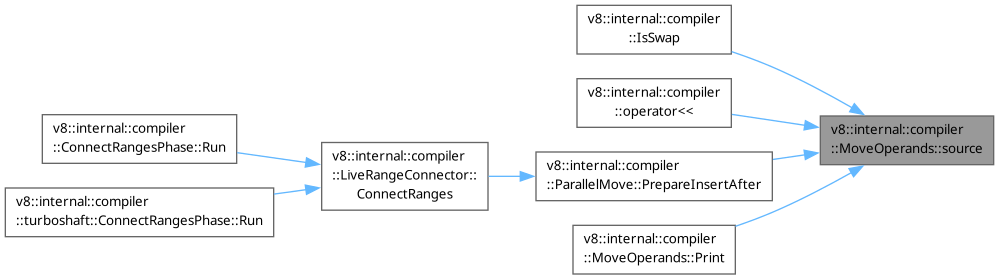 v8::internal::compiler
::IsSwap
v8::internal::compiler
::operator<<
v8::internal::compiler
::MoveOperands::source
v8::internal::compiler
::ConnectRangesPhase::Run
v8::internal::compiler
::LiveRangeConnector::
ConnectRanges
v8::internal::compiler
::ParallelMove::PrepareInsertAfter
v8::internal::compiler
::turboshaft::ConnectRangesPhase::Run
v8::internal::compiler
::MoveOperands::Print